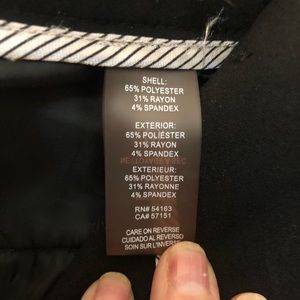 SHELL:
65% POLYESTER
31% RAYON
4% SPANDEX
EXTERIOR:
65% POLIÉSTER
31% RAYON
4% SPANDEX
EXTERIEUR:
65% POLYESTER
31% RAYONNE
4% SPANDEX
RN# 54163
CA# 57151
CARE ON REVERSE
CUIDADO AL REVERSO
SOIN SUR L'ENVERS